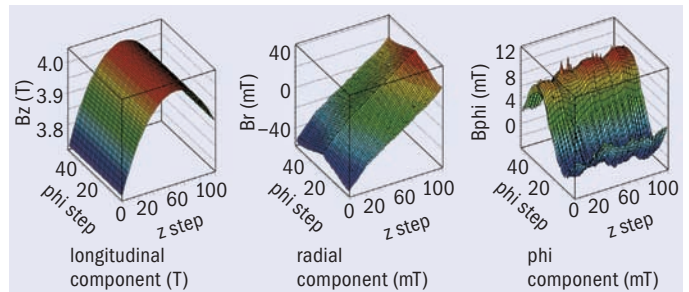 4.0
3.9
3.8
Bz (T)
40
20
0
phi step
0 20 60 100
z step
longitudinal
component (T)
40
0
−40
Br (mT)
40
20
phi step
0 20 60 100
z step
radial
component (mT)
12
8
4
0
Bphi (mT)
40
20
phi step
0 20 60 100
z step
phi
component (mT)